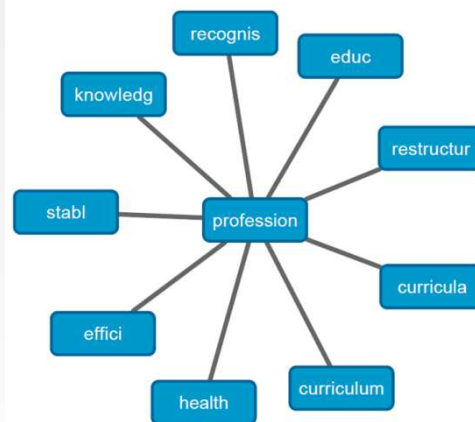 recognis
educ
knowledg
restructur
stabl
profession
curricula
effici
curriculum
health